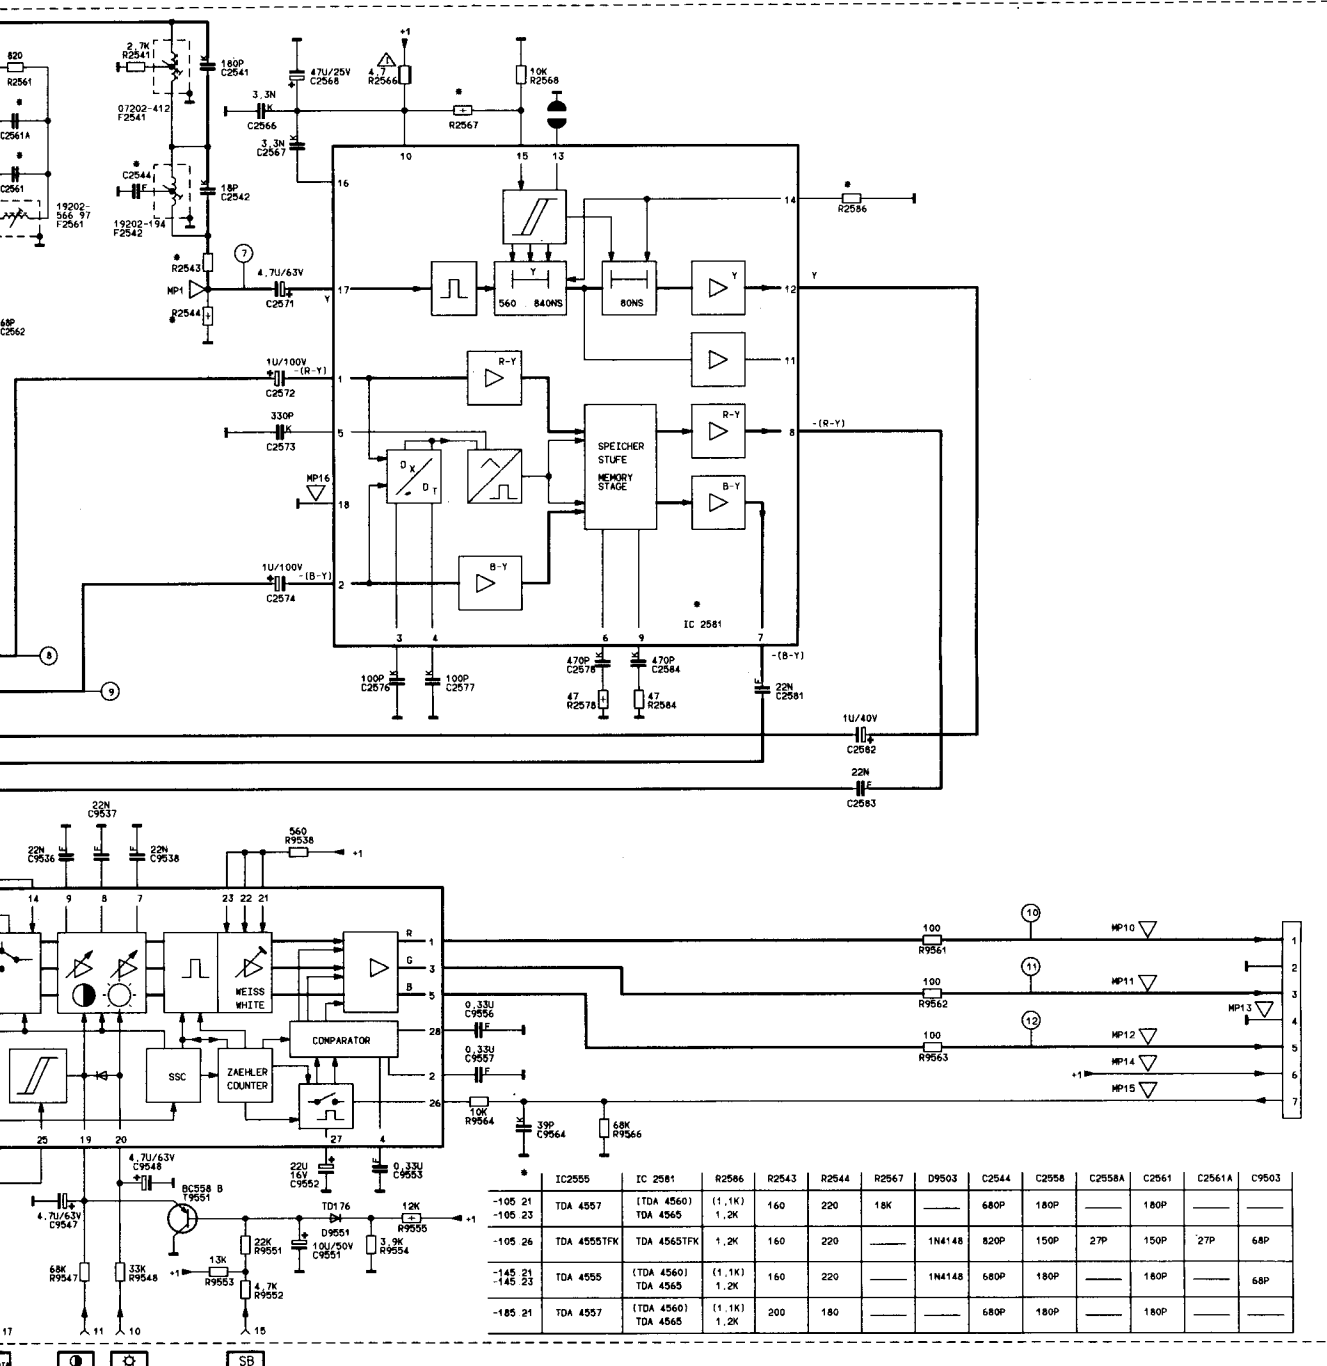 820
R2561
*
C2561A
*
C2561
19202-
566 97
F2561
68P
C2562
2,7K
R2541
07202-412
F2541
*
C2544
F
19202-194
F2542
K
180P
C2541
K
18P
C2542
*
R2543
MP1
R2544
*
7
4,7U/63V
+
C2571
Y
47U/25V
C2568
+
3,3N
K
C2566
3,3N
C2567
K
+1
4,7
R2566
*
R2567
10K
R2568
10
15
13
16
17
14
*
R2586
Y
560 840NS
80NS
Y
12
Y
11
1U/100V
+
-(R-Y)
C2572
1
R-Y
330P
K
C2573
5
MP16
18
D X
D T
SPEICHER
STUFE
MEMORY
STAGE
R-Y
8
-(R-Y)
B-Y
1U/100V
+
-(B-Y)
C2574
2
B-Y
*
IC 2581
3
4
6
9
7
-(B-Y)
8
9
100P
C2576
K
K
100P
C2577
470P
C2578
K
47
R2578
K
470P
C2584
47
R2584
F
22N
C2581
1U/40V
+
C2582
22N
F
C2583
22N
C9537
22N
C9536
F
F
F
22N
C9538
560
R9538
+1
14
9
8
7
23
22
21
WEISS
WHITE
R
1
G
3
B
5
COMPARATOR
28
0,33U
C9556
F
2
0,33U
C9557
F
SSC
ZAEHLER
COUNTER
26
10K
R9564
K
39P
C9564
68K
R9566
25
19
20
27
4
100
R9561
10
MP10
1
2
100
R9562
11
MP11
3
MP13
4
100
R9563
12
MP12
5
MP14
+1
6
MP15
7
4,7U/63V
C9548
+
BC558 B
T9551
+
4,7U/63V
C9547
22U
16V
C9552
+
F
0,33U
C9553
TD176
D9551
12K
R9555
+1
22K
R9551
+
10U/50V
C9551
3,9K
R9554
68K
R9547
33K
R9548
+1
13K
R9553
4,7K
R9552
17
11
10
15
SB
* IC2555 IC 2581 R2586 R2543 R2544 R2567 D9503 C2544 C2558 C2558A C2561 C2561A C9503
-105 21
-105 23
TDA 4557
(TDA 4560)
TDA 4565
(1,1K)
1,2K
160 220 18K —— 680P 180P —— 180P ——
-105 26 TDA 4555TFK TDA 4565TFK 1,2K 160 220 —— 1N4148 820P 150P 27P 150P 27P 68P
-145 21
-145 23
TDA 4555
(TDA 4560)
TDA 4565
(1,1K)
1,2K
160 220 —— 1N4148 680P 180P —— 180P —— 68P
-185 21 TDA 4557
(TDA 4560)
TDA 4565
(1,1K)
1,2K
200 180 —— —— 680P 180P —— 180P —— ——